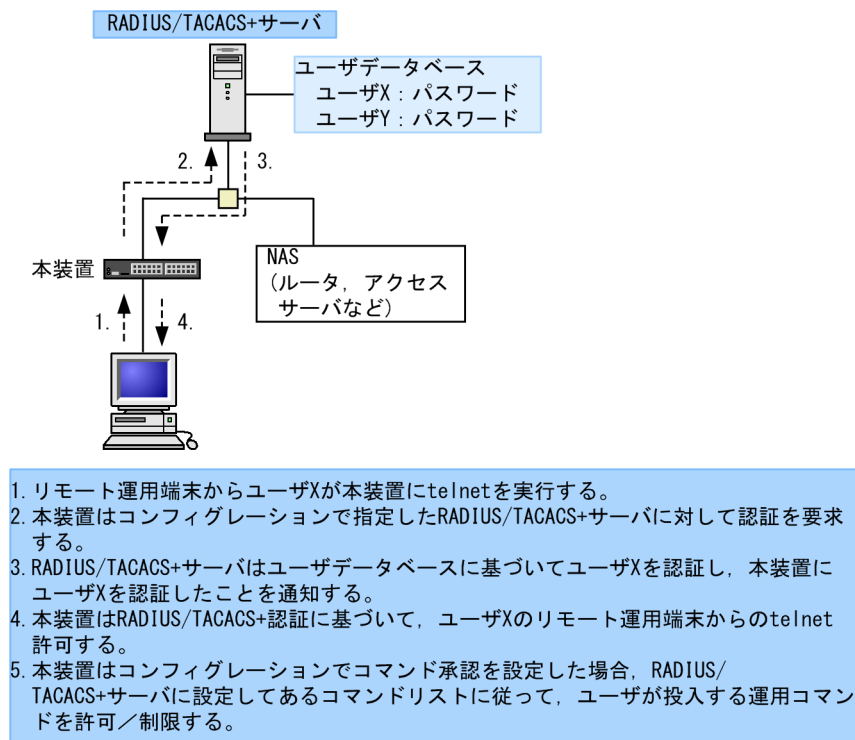 RADIUS/TACACS+サーバ
ユーザデータベース
ユーザX：パスワード
ユーザY：パスワード
2.
3.
本装置
NAS
(ルータ，アクセス
サーバなど)
1.
4.
1. リモート運用端末からユーザXが本装置にtelnetを実行する。
2. 本装置はコンフィグレーションで指定したRADIUS/TACACS+サーバに対して認証を要求
する。
3. RADIUS/TACACS+サーバはユーザデータベースに基づいてユーザXを認証し，本装置に
ユーザXを認証したことを通知する。
4. 本装置はRADIUS/TACACS+認証に基づいて，ユーザXのリモート運用端末からのtelnet
許可する。
5. 本装置はコンフィグレーションでコマンド承認を設定した場合，RADIUS/
TACACS+サーバに設定してあるコマンドリストに従って，ユーザが投入する運用コマン
ドを許可／制限する。